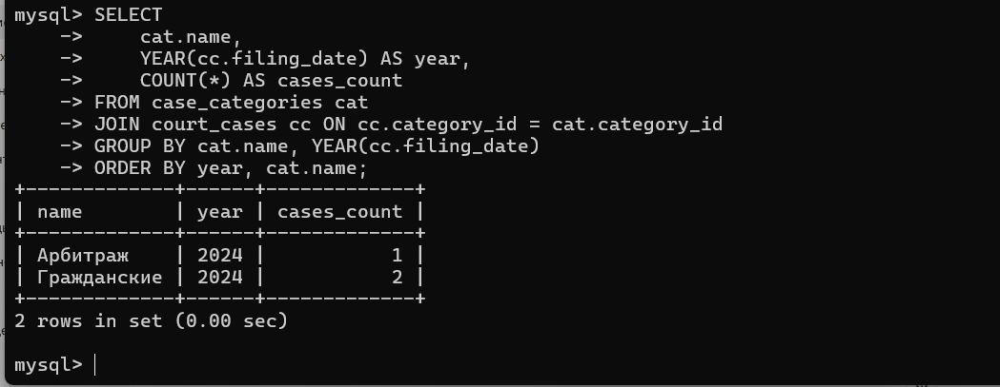 mysql> SELECT
    ->     cat.name,
    ->     YEAR(cc.filing_date) AS year,
    ->     COUNT(*) AS cases_count
    -> FROM case_categories cat
    -> JOIN court_cases cc ON cc.category_id = cat.category_id
    -> GROUP BY cat.name, YEAR(cc.filing_date)
    -> ORDER BY year, cat.name;
+-------------+------+-------------+
| name        | year | cases_count |
+-------------+------+-------------+
| Арбитраж    | 2024 |           1 |
| Гражданские | 2024 |           2 |
+-------------+------+-------------+
2 rows in set (0.00 sec)
mysql>